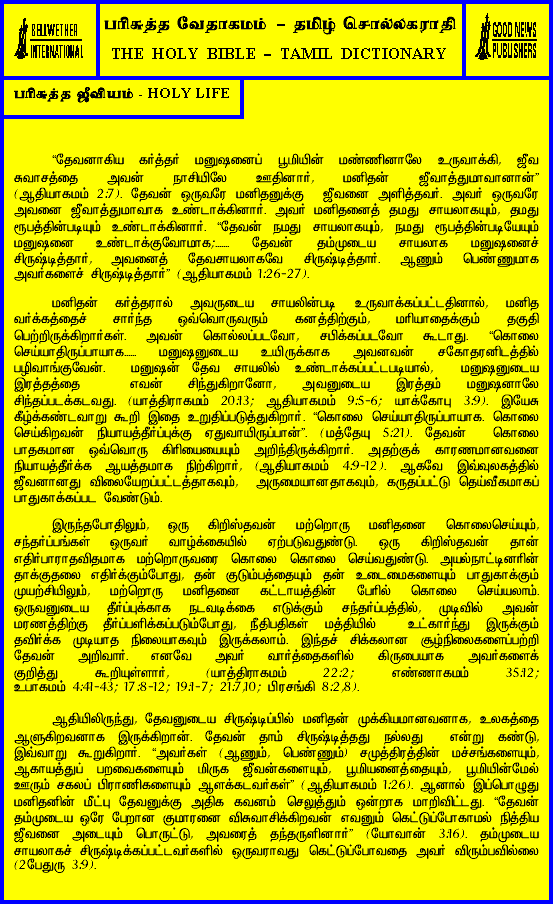 BELLWETHER
INTERNATIONAL
பரிசுத்த வேதாகமம் – தமிழ் சொல்லகராதி
THE HOLY BIBLE – TAMIL DICTIONARY
GOOD NEWS
PUBLISHERS
பரிசுத்த ஜீவியம் - HOLY LIFE
“தேவனாகிய கர்த்தர் மனுஷனைப் பூமியின் மண்ணினாலே உருவாக்கி, ஜீவ
சுவாசத்தை அவன் நாசியிலே ஊதினார், மனிதன் ஜீவாத்துமாவானான்”
(ஆதியாகமம் 2:7). தேவன் ஒருவரே மனிதனுக்கு ஜீவனை அளித்தவர். அவர் ஒருவரே
அவனை ஜீவாத்துமாவாக உண்டாக்கினார். அவர் மனிதனைத் தமது சாயலாகவும், தமது
ரூபத்தின்படியும் உண்டாக்கினார். “தேவன் நமது சாயலாகவும், நமது ரூபத்தின்படியேயும்
மனுஷனை உண்டாக்குவோமாக;....... தேவன் தம்முடைய சாயலாக மனுஷனைச்
சிருஷ்டித்தார், அவனைத் தேவசாயலாகவே சிருஷ்டித்தார். ஆணும் பெண்ணுமாக
அவர்களைச் சிருஷ்டித்தார்” (ஆதியாகமம் 1:26-27).
மனிதன் கர்த்தரால் அவருடைய சாயலின்படி உருவாக்கப்பட்டதினால், மனித
வர்க்கத்தைச் சார்ந்த ஒவ்வொருவரும் கனத்திற்கும், மரியாதைக்கும் தகுதி
பெற்றிருக்கிறார்கள். அவன் கொல்லப்படவோ, சபிக்கப்படவோ கூடாது. “கொலை
செய்யாதிருப்பாயாக...... மனுஷனுடைய உயிருக்காக அவனவன் சகோதரனிடத்தில்
பழிவாங்குவேன். மனுஷன் தேவ சாயலில் உண்டாக்கப்பட்டபடியால், மனுஷனுடைய
இரத்தத்தை எவன் சிந்துகிறானோ, அவனுடைய இரத்தம் மனுஷனாலே
சிந்தப்படக்கடவது. (யாத்திராகமம் 20:13; ஆதியாகமம் 9:5-6; யாக்கோபு 3:9). இயேசு
கீழ்க்கண்டவாறு கூறி இதை உறுதிப்படுத்துகிறார். “கொலை செய்யாதிருப்பாயாக. கொலை
செய்கிறவன் நியாயத்தீர்ப்புக்கு ஏதுவாயிருப்பான்”. (மத்தேயு 5:21). தேவன் கொலை
பாதகமான ஒவ்வொரு கிரியையையும் அறிந்திருக்கிறார். அதற்குக் காரணமானவனை
நியாயத்தீர்க்க ஆயத்தமாக நிற்கிறார், (ஆதியாகமம் 4:9-12). ஆகவே இவ்வுலகத்தில்
ஜீவனானது விலையேறப்பட்டத்தாகவும், அருமையானதாகவும், கருதப்பட்டு தெய்வீகமாகப்
பாதுகாக்கப்பட வேண்டும்.
இருந்தபோதிலும், ஒரு கிறிஸ்தவன் மற்றொரு மனிதனை கொலைசெய்யும்,
சந்தர்ப்பங்கள் ஒருவர் வாழ்க்கையில் ஏற்படுவதுண்டு. ஒரு கிறிஸ்தவன் தான்
எதிர்பாராதவிதமாக மற்றொருவரை கொலை கொலை செய்வதுண்டு. அயல்நாட்டினரின்
தாக்குதலை எதிர்க்கும்போது, தன் குடும்பத்தையும் தன் உடைமைகளையும் பாதுகாக்கும்
முயற்சியிலும், மற்றொரு மனிதனை கட்டாயத்தின் பேரில் கொலை செய்யலாம்.
ஒருவனுடைய தீர்ப்புக்காக நடவடிக்கை எடுக்கும் சந்தர்ப்பத்தில், முடிவில் அவன்
மரணத்திற்கு தீர்ப்பளிக்கப்படும்போது, நீதிபதிகள் மத்தியில் உட்கார்ந்து இருக்கும்
தவிர்க்க முடியாத நிலையாகவும் இருக்கலாம். இந்தச் சிக்கலான சூழ்நிலைகளைப்பற்றி
தேவன் அறிவார். எனவே அவர் வார்த்தைகளில் கிருபையாக அவர்களைக்
குறித்து கூறியுள்ளார், (யாத்திராகமம் 22:2; எண்ணாகமம் 35:12;
உபாகமம் 4:41-43; 17:8-12; 19:1-7; 21:7,10; பிரசங்கி 8:2,8).
ஆதியிலிருந்து, தேவனுடைய சிருஷ்டிப்பில் மனிதன் முக்கியமானவனாக, உலகத்தை
ஆளுகிறவனாக இருக்கிறான். தேவன் தாம் சிருஷ்டித்தது நல்லது என்று கண்டு,
இவ்வாறு கூறுகிறார். “அவர்கள் (ஆணும், பெண்ணும்) சமுத்திரத்தின் மச்சங்களையும்,
ஆகாயத்துப் பறவைகளையும் மிருக ஜீவன்களையும், பூமியனைத்தையும், பூமியின்மேல்
ஊரும் சகலப் பிராணிகளையும் ஆளக்கடவர்கள்” (ஆதியாகமம் 1:26). ஆனால் இப்பொழுது
மனிதனின் மீட்பு தேவனுக்கு அதிக கவனம் செலுத்தும் ஒன்றாக மாறிவிட்டது. “தேவன்
தம்முடைய ஒரே பேறான குமாரனை விசுவாசிக்கிறவன் எவனும் கெட்டுப்போகாமல் நித்திய
ஜீவனை அடையும் பொருட்டு, அவரைத் தந்தருளினார்” (யோவான் 3:16). தம்முடைய
சாயலாகச் சிருஷ்டிக்கப்பட்டவர்களில் ஒருவராவது கெட்டுப்போவதை அவர் விரும்பவில்லை
(2பேதுரு 3:9).